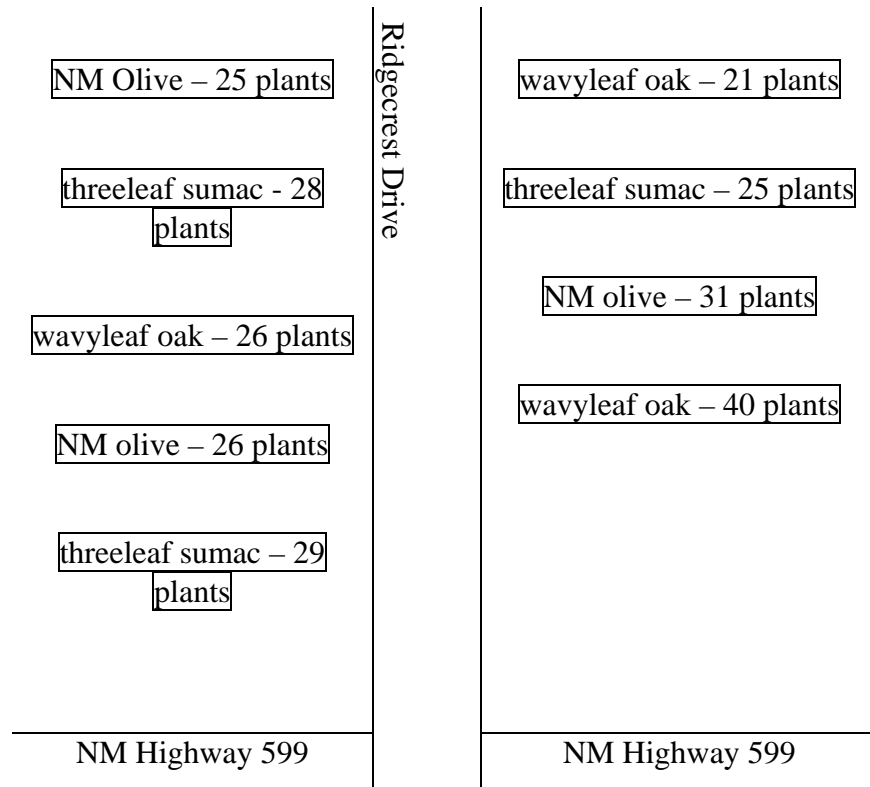 NM Olive – 25 plants
threeleaf sumac - 28
plants
wavyleaf oak – 26 plants
NM olive – 26 plants
threeleaf sumac – 29
plants
NM Highway 599
Ridgecrest Drive
wavyleaf oak – 21 plants
threeleaf sumac – 25 plants
NM olive – 31 plants
wavyleaf oak – 40 plants
NM Highway 599